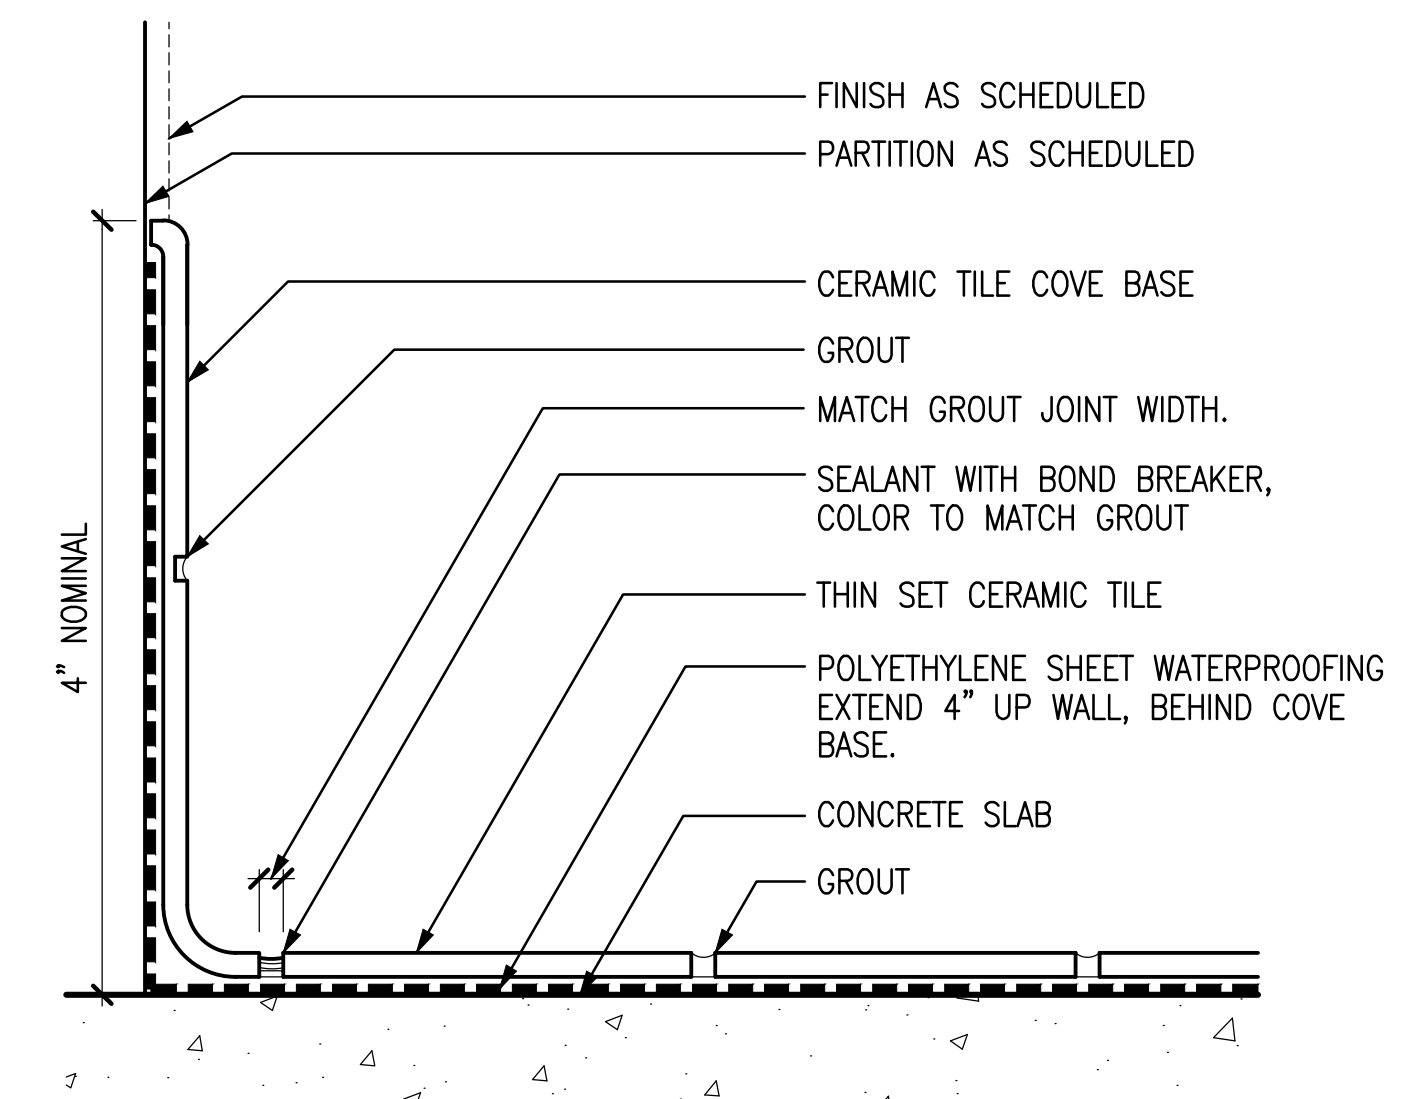 FINISH AS SCHEDULED
PARTITION AS SCHEDULED
CERAMIC TILE COVE BASE
GROUT
MATCH GROUT JOINT WIDTH.
SEALANT WITH BOND BREAKER,
COLOR TO MATCH GROUT
THIN SET CERAMIC TILE
POLYETHYLENE SHEET WATERPROOFING
EXTEND 4" UP WALL, BEHIND COVE
BASE.
CONCRETE SLAB
GROUT
4" NOMINAL